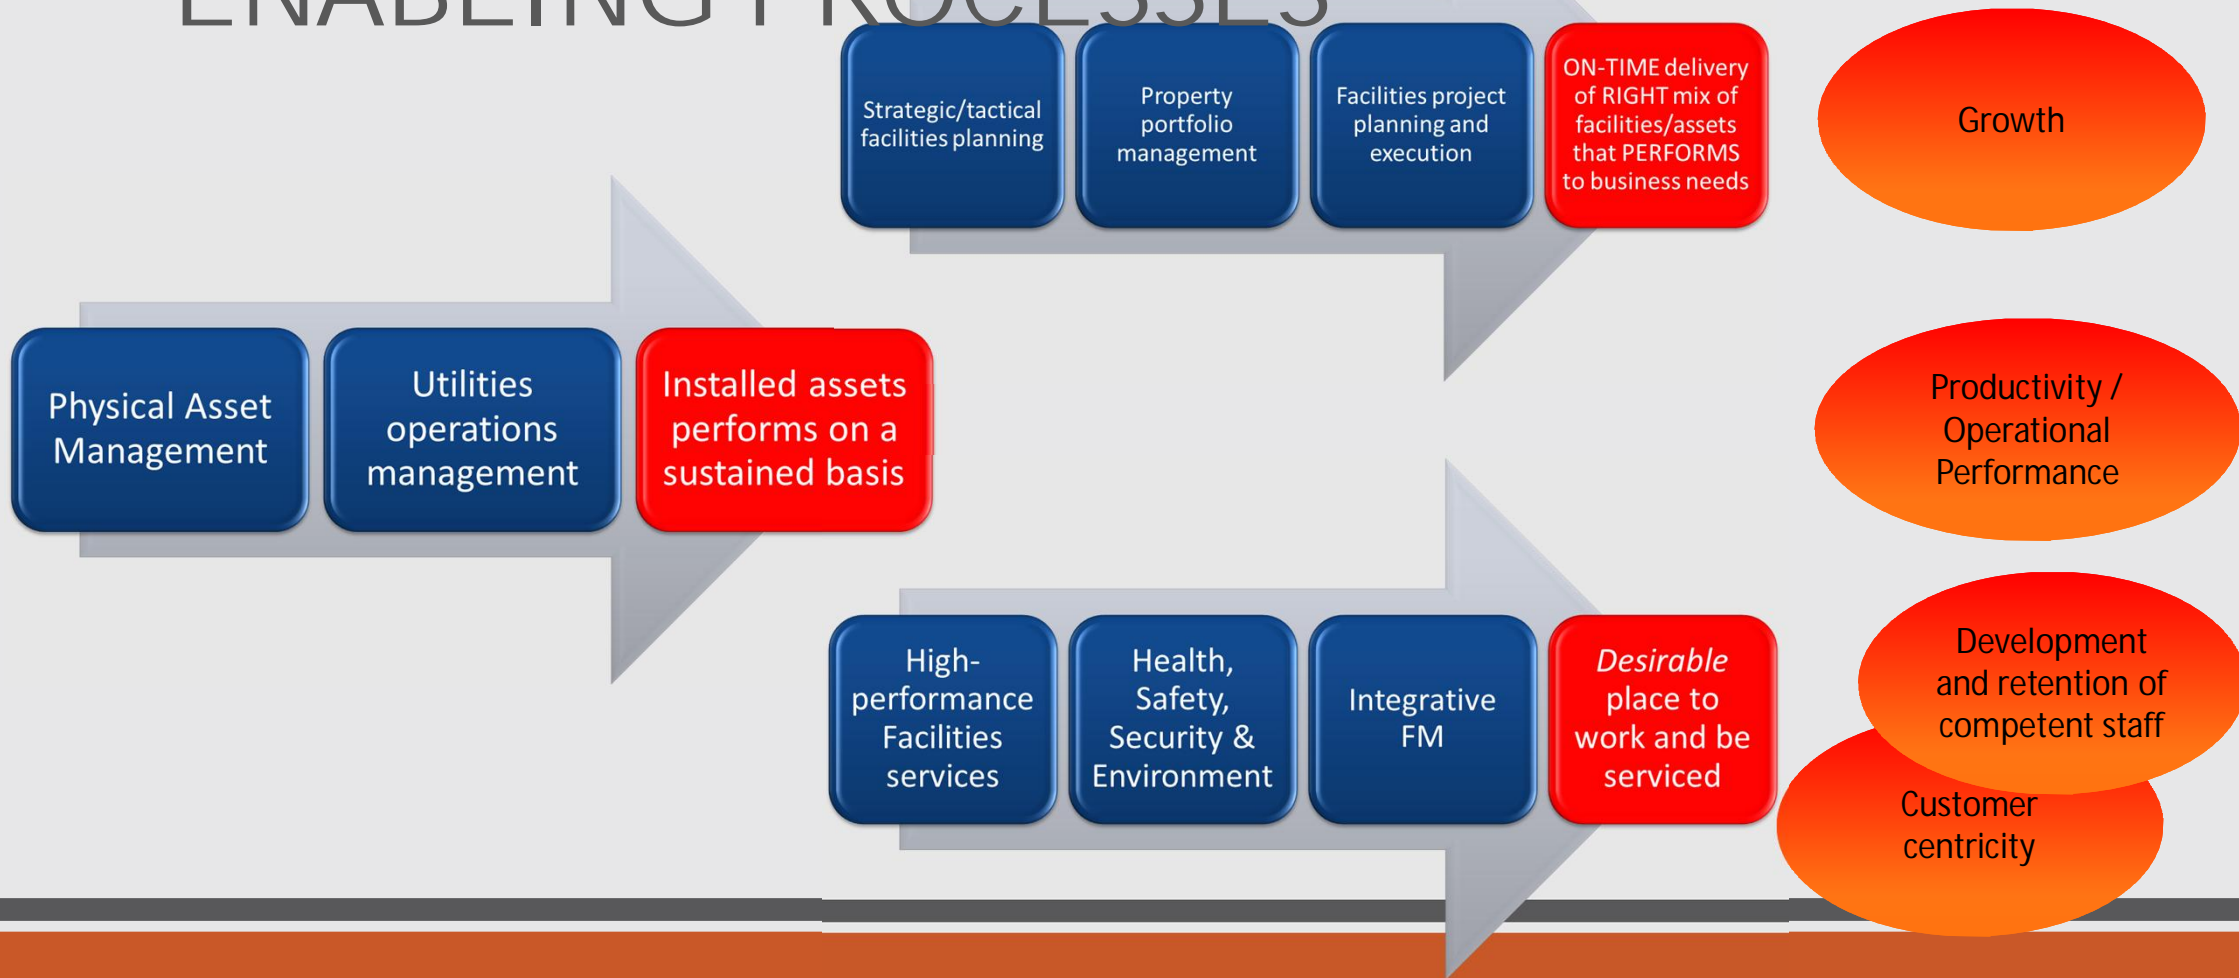 ENABLING PROCESSES
Strategic/tactical
facilities planning
Property
portfolio
management
Facilities project
planning and
execution
ON-TIME delivery
of RIGHT mix of
facilities/assets
that PERFORMS
to business needs
Growth
Physical Asset
Management
Utilities
operations
management
Installed assets
performs on a
sustained basis
Productivity /
Operational
Performance
High-
performance
Facilities
services
Health,
Safety,
Security &
Environment
Integrative
FM
Desirable
place to
work and be
serviced
Development
and retention of
competent staff
Customer
centricity